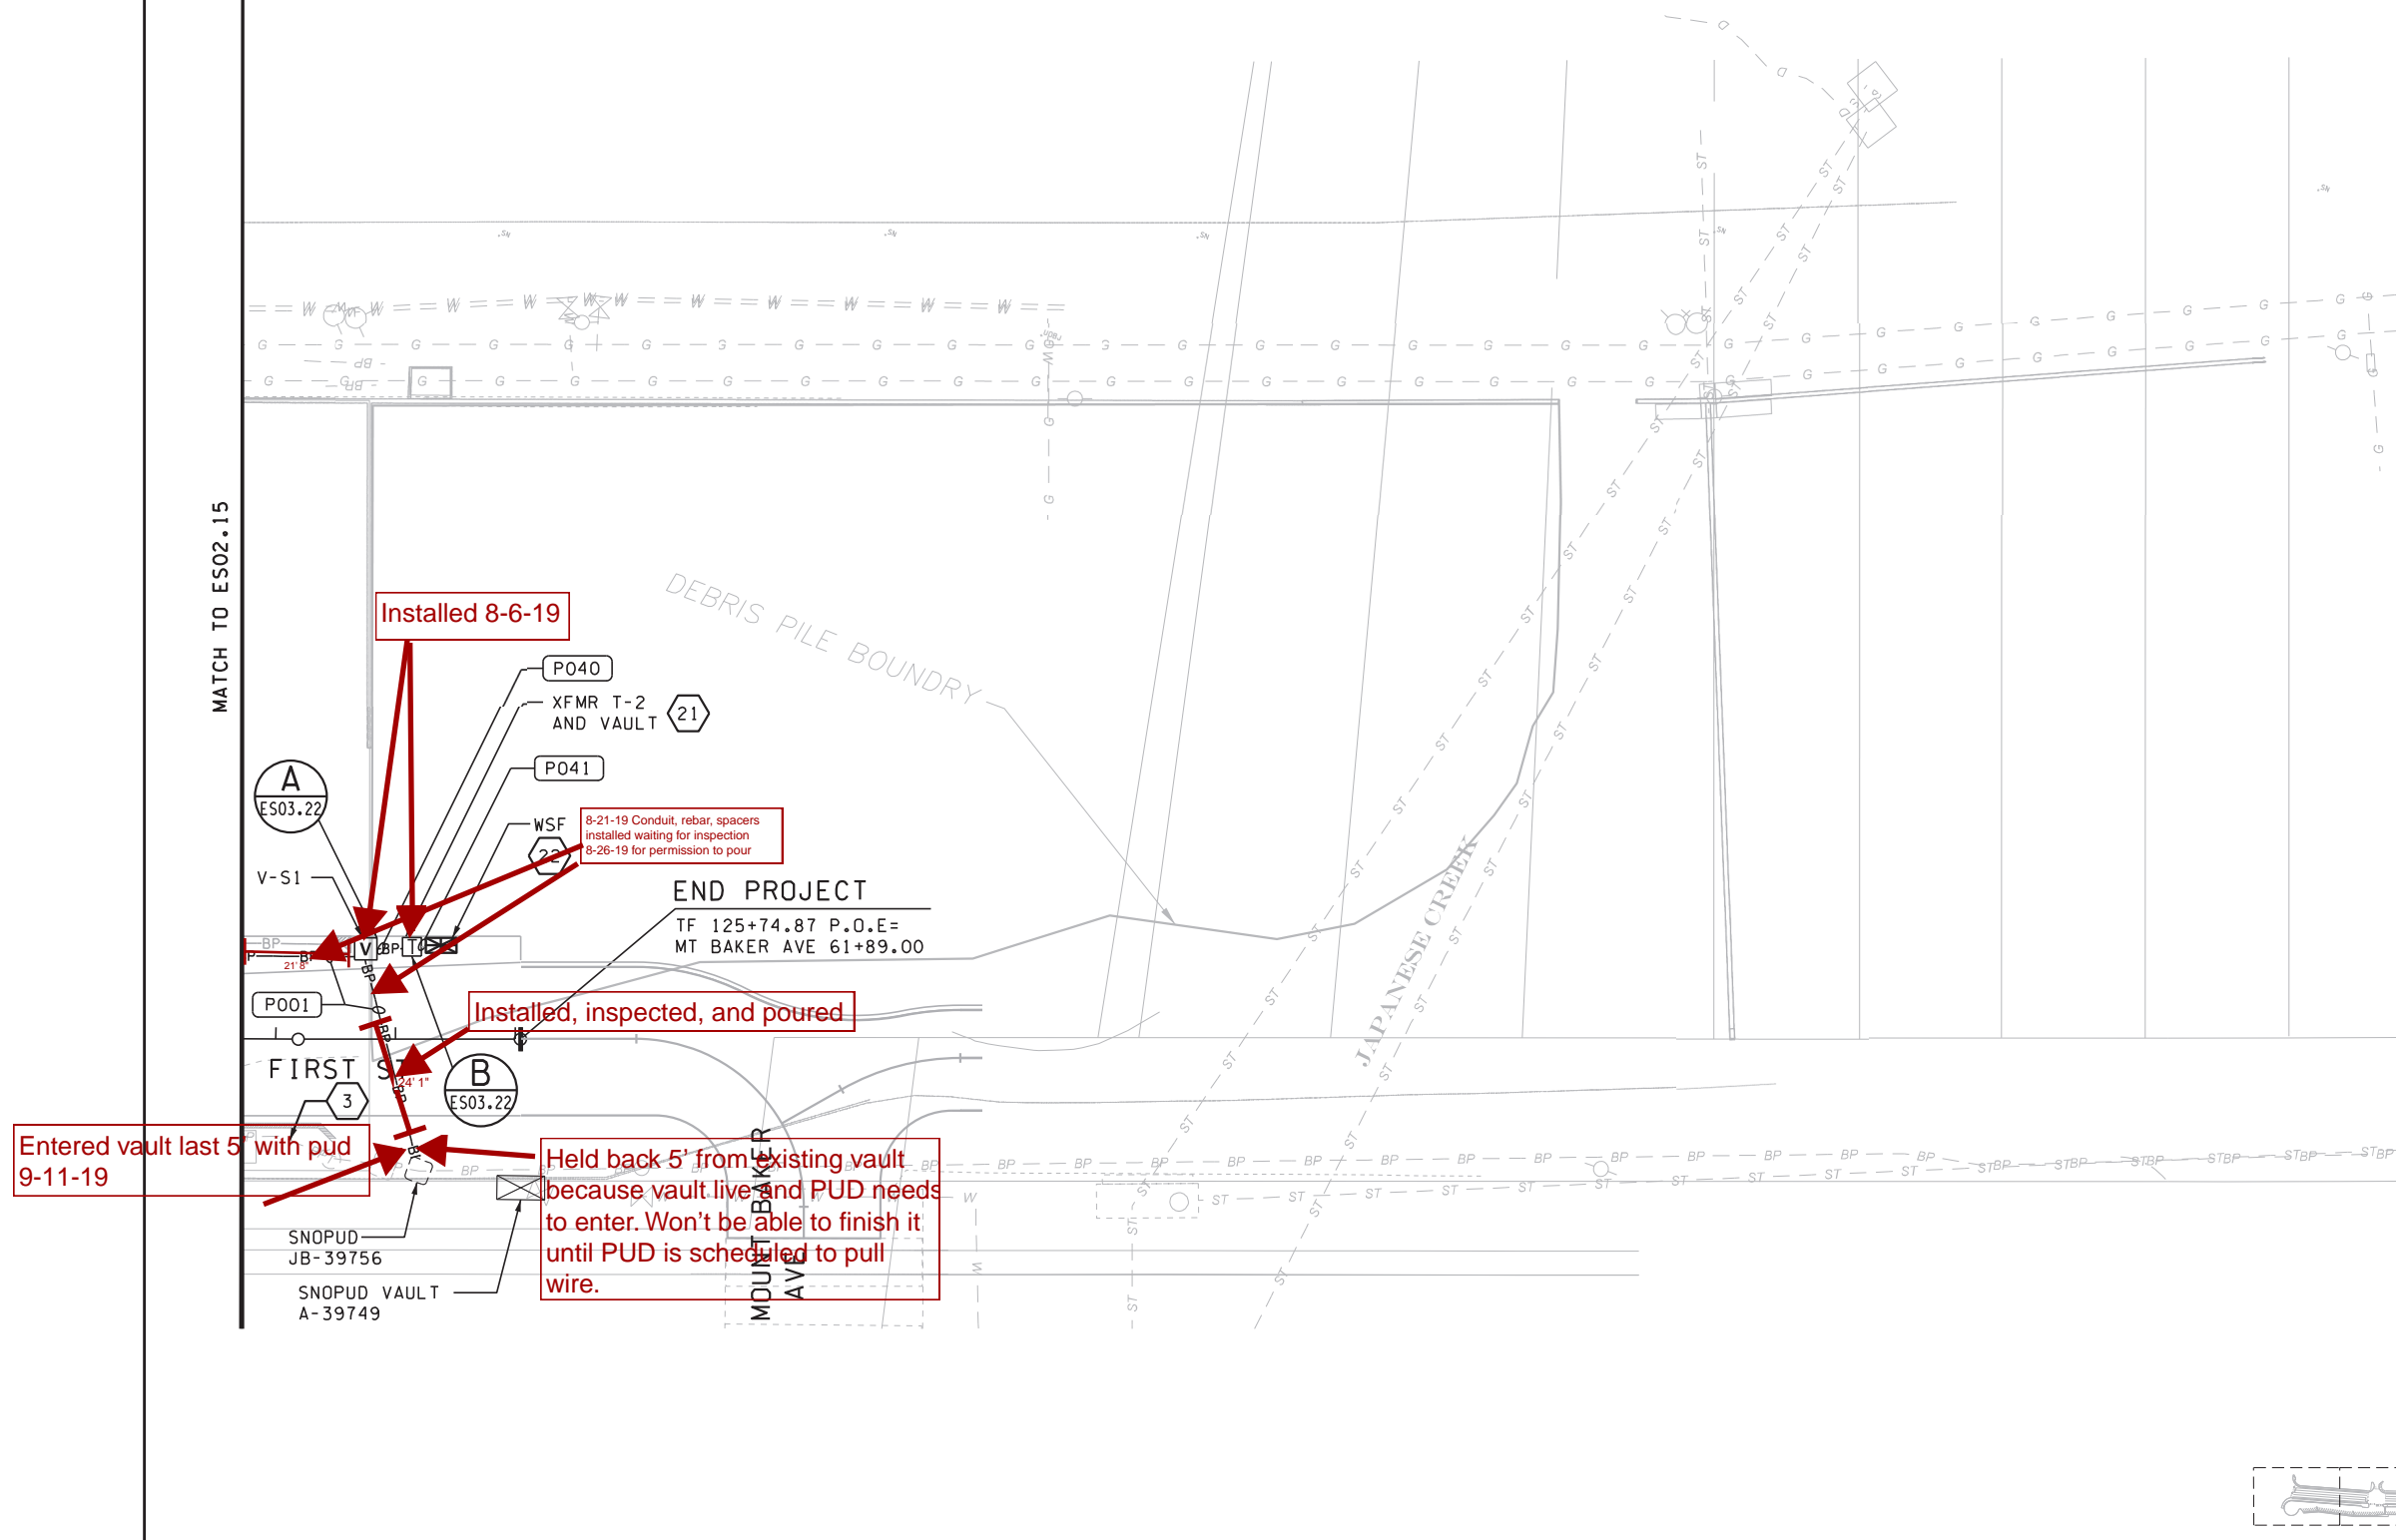 MATCH TO ES02.15
Installed 8-6-19
P040
XFMR T-2
AND VAULT
21
P041
WSF
22
A
ES03.22
V-S1
8-21-19 Conduit, rebar, spacers
installed waiting for inspection
8-26-19 for permission to pour
DEBRIS PILE BOUNDRY
END PROJECT
TF 125+74.87 P.O.E=
MT BAKER AVE 61+89.00
V
BP
T
21'8"
P001
Installed, inspected, and poured
FIRST ST
24'1"
3
B
ES03.22
JAPANESE CREEK
Entered vault last 5' with pud
9-11-19
Held back 5' from existing vault
because vault live and PUD needs
to enter. Won't be able to finish it
until PUD is scheduled to pull
wire.
SNOPUD
JB-39756
SNOPUD VAULT
A-39749
MOUNT BAKER
AVE